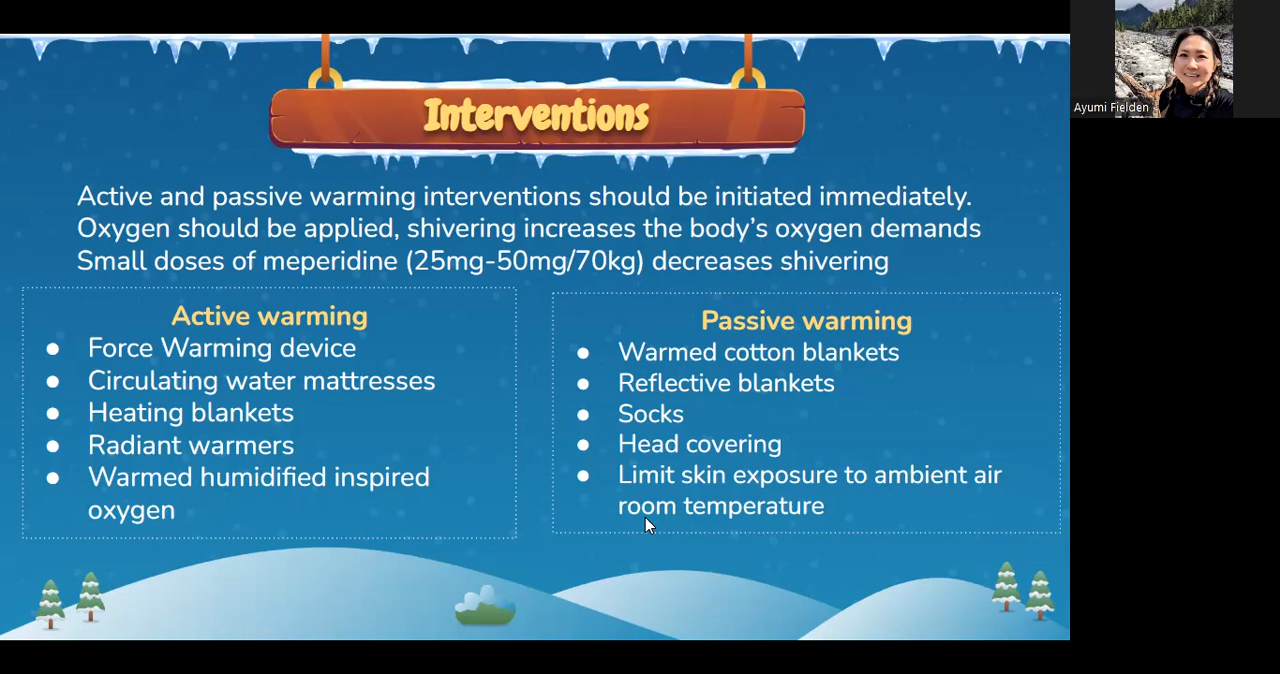 Interventions
Active and passive warming interventions should be initiated immediately.
Oxygen should be applied, shivering increases the body’s oxygen demands
Small doses of meperidine (25mg-50mg/70kg) decreases shivering
Active warming
● Force Warming device
● Circulating water mattresses
● Heating blankets
● Radiant warmers
● Warmed humidified inspired
oxygen
Passive warming
● Warmed cotton blankets
● Reflective blankets
● Socks
● Head covering
● Limit skin exposure to ambient air
room temperature
Ayumi Fielden